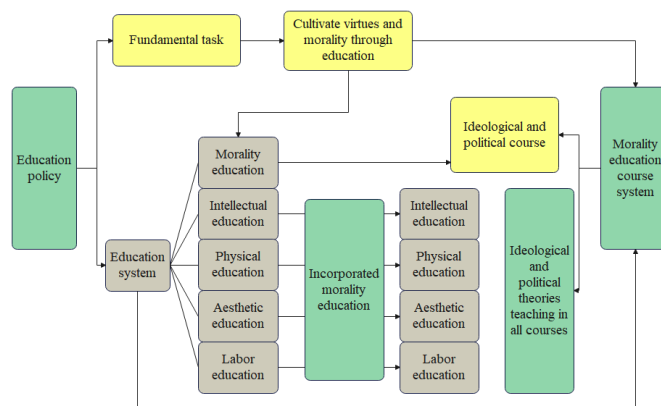 Fundamental task
Cultivate virtues and
morality through
education
Education
policy
Morality
education
Ideological and
political course
Morality
education
course
system
Intellectual
education
Intellectual
education
Education
system
Physical
education
Incorporated
morality
education
Physical
education
Ideological
and
political
theories
teaching in
all courses
Aesthetic
education
Aesthetic
education
Labor
education
Labor
education